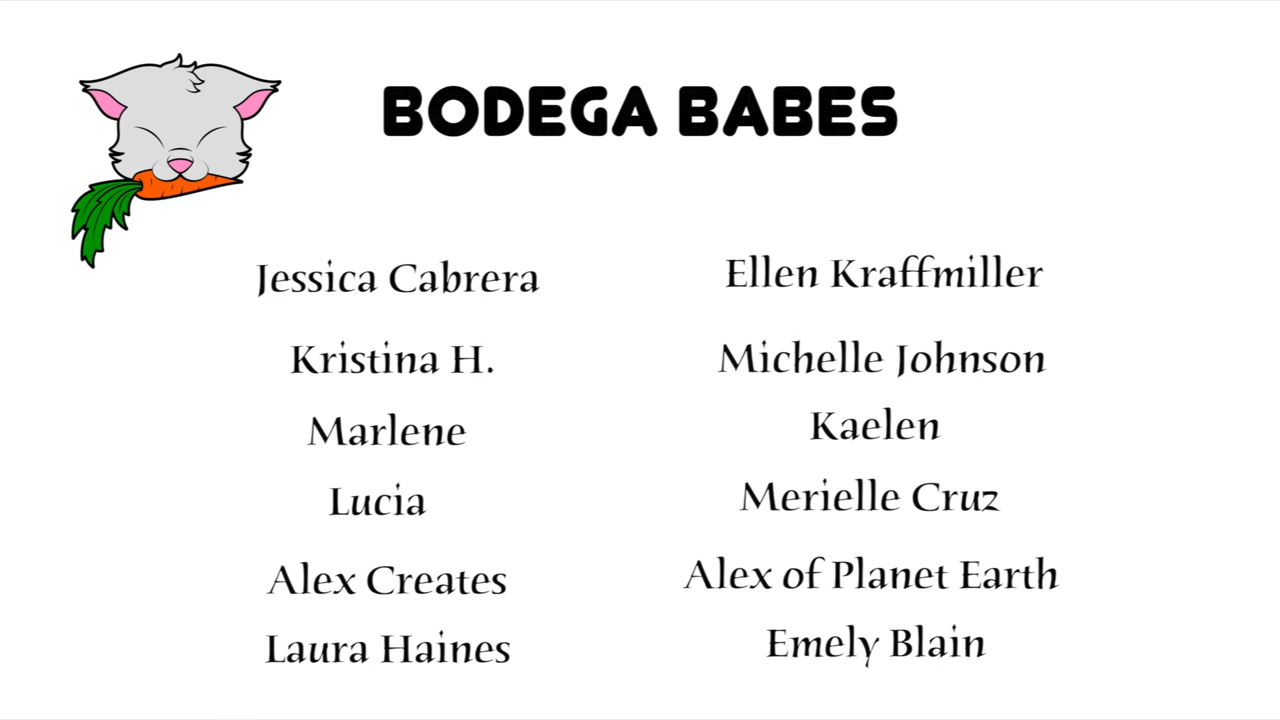 BODEGA BABES
Jessica Cabrera
Kristina H.
Marlene
Lucia
Alex Creates
Laura Haines
Ellen Kraffmiller
Michelle Johnson
Kaelen
Merielle Cruz
Alex of Planet Earth
Emely Blain